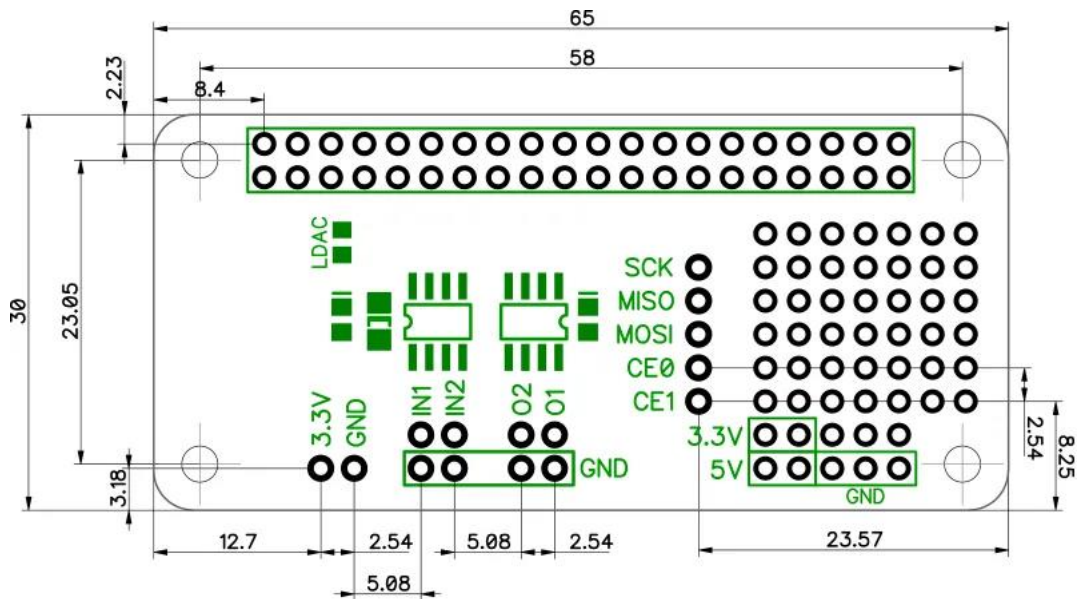 65
58
2.23
8.4
30
23.05
3.18
LDAC
SCK
MISO
MOSI
CE0
CE1
3.3V
GND
IN1
IN2
O2
O1
GND
3.3V
5V
GND
2.54
8.25
12.7
2.54
5.08
5.08
2.54
23.57